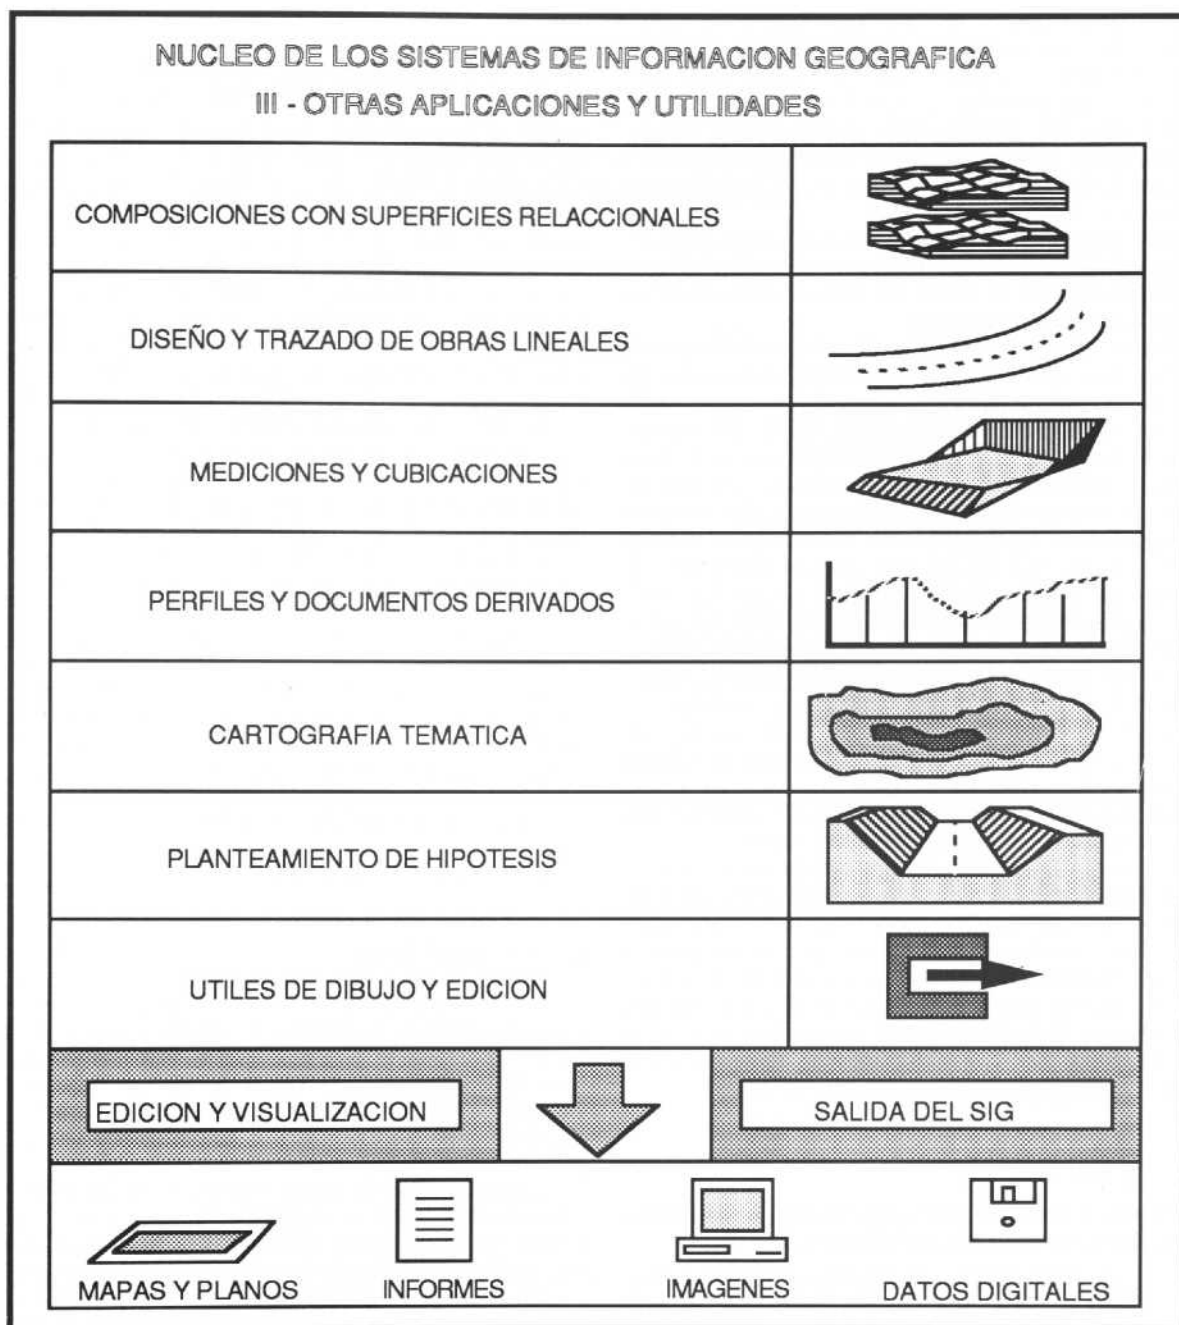 NUCLEO DE LOS SISTEMAS DE INFORMACION GEOGRAFICA
III - OTRAS APLICACIONES Y UTILIDADES
COMPOSICIONES CON SUPERFICIES RELACCIONALES
DISEÑO Y TRAZADO DE OBRAS LINEALES
MEDICIONES Y CUBICACIONES
PERFILES Y DOCUMENTOS DERIVADOS
CARTOGRAFIA TEMATICA
PLANTEAMIENTO DE HIPOTESIS
UTILES DE DIBUJO Y EDICION
EDICION Y VISUALIZACION
SALIDA DEL SIG
MAPAS Y PLANOS
INFORMES
IMAGENES
DATOS DIGITALES